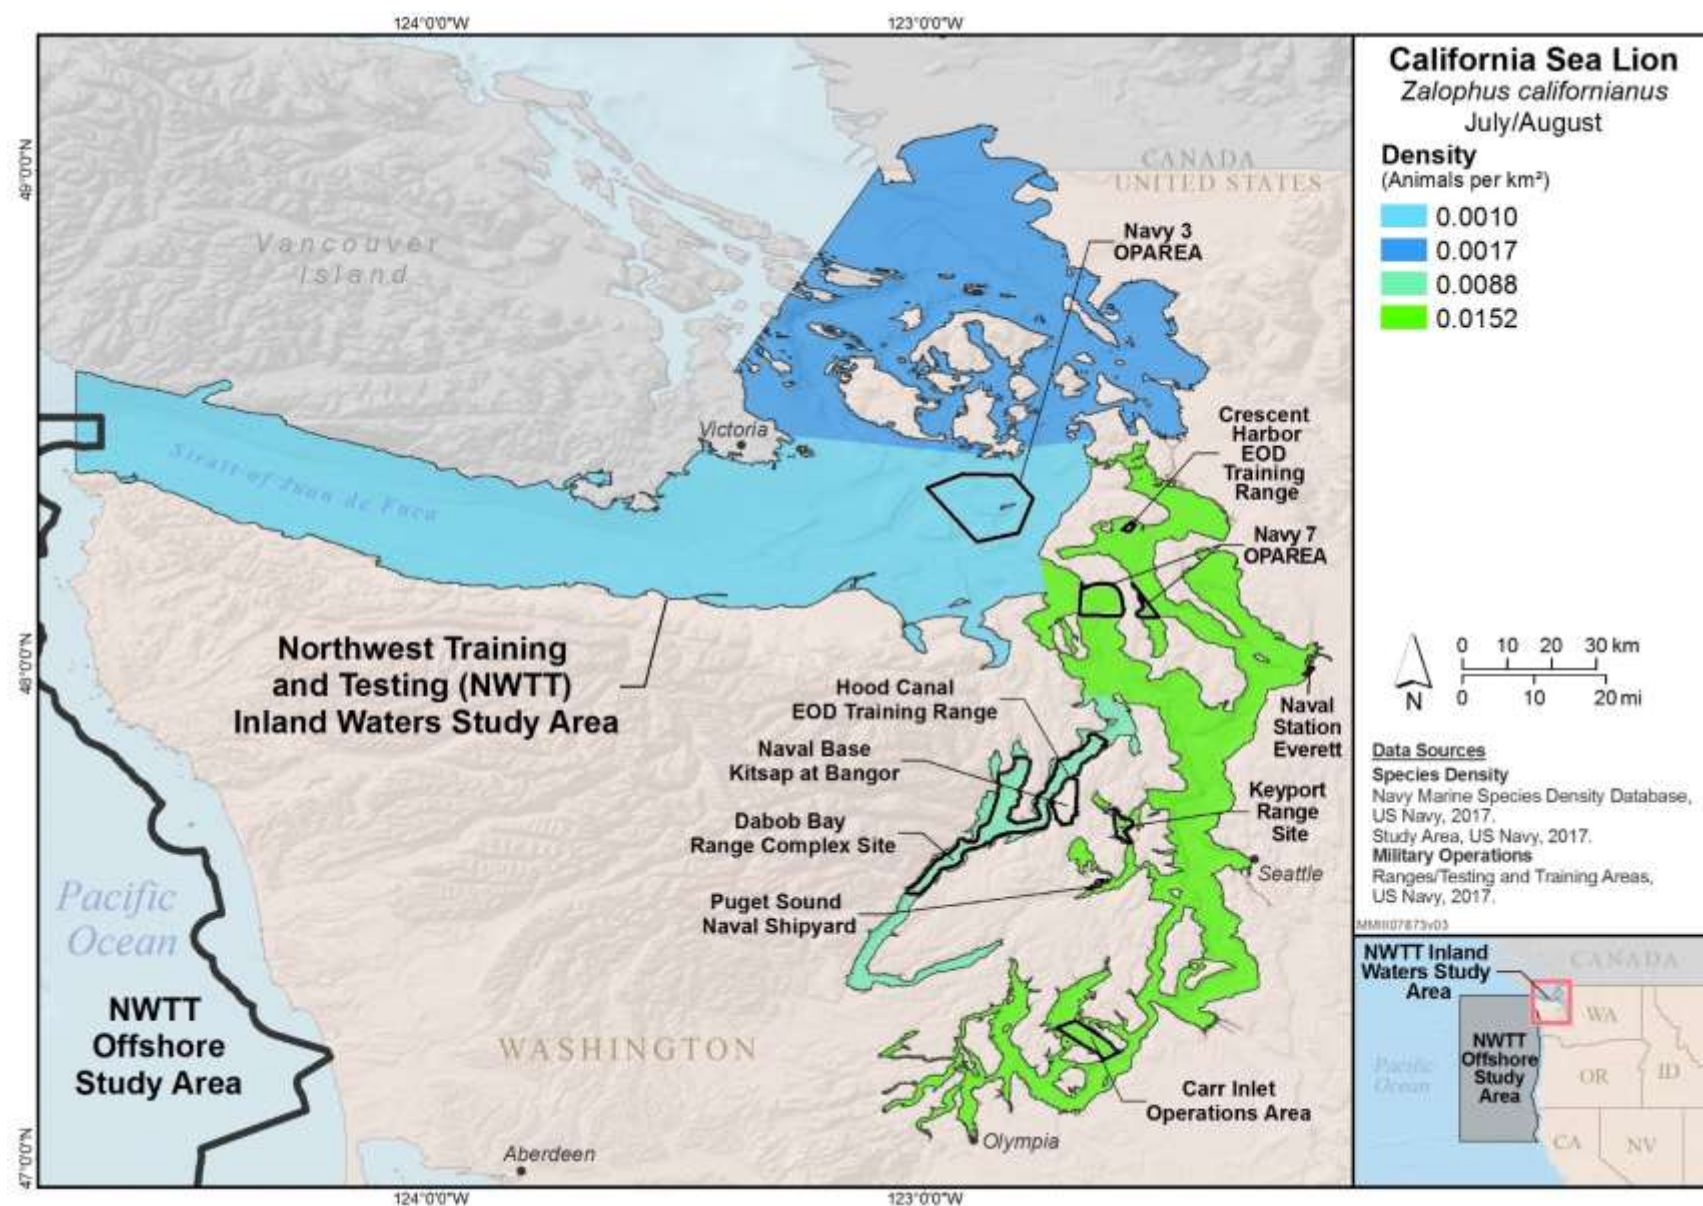 124°0'0"W
123°0'0"W
49°0'0"N
48°0'0"N
47°0'0"N
124°0'0"W
123°0'0"W
Vancouver
Island
CANADA
UNITED STATES
Navy 3
OPAREA
Victoria
Strait of Juan de Fuca
Crescent
Harbor
EOD
Training
Range
Navy 7
OPAREA
Northwest Training
and Testing (NWTT)
Inland Waters Study Area
Hood Canal
EOD Training Range
Naval Base
Kitsap at Bangor
Dabob Bay
Range Complex Site
Puget Sound
Naval Shipyard
Naval
Station
Everett
Keyport
Range
Site
Seattle
Pacific
Ocean
NWTT
Offshore
Study Area
WASHINGTON
Carr Inlet
Operations Area
Olympia
Aberdeen
California Sea Lion
Zalophus californianus
July/August
Density
(Animals per km²)
0.0010
0.0017
0.0088
0.0152
N
0 10 20 30 km
0 10 20 mi
Data Sources
Species Density
Navy Marine Species Density Database,
US Navy, 2017.
Study Area, US Navy, 2017.
Military Operations
Ranges/Testing and Training Areas,
US Navy, 2017.
NWTT Inland
Waters Study
Area
CANADA
WA
NWTT
Offshore
Study
Area
Pacific
Ocean
OR
ID
CA
NV